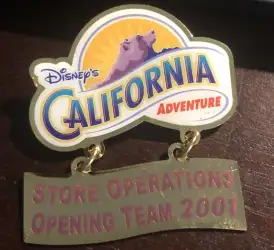 Disney's
CALIFORNIA
ADVENTURE
STORE OPERATIONS
OPENING TEAM 2001